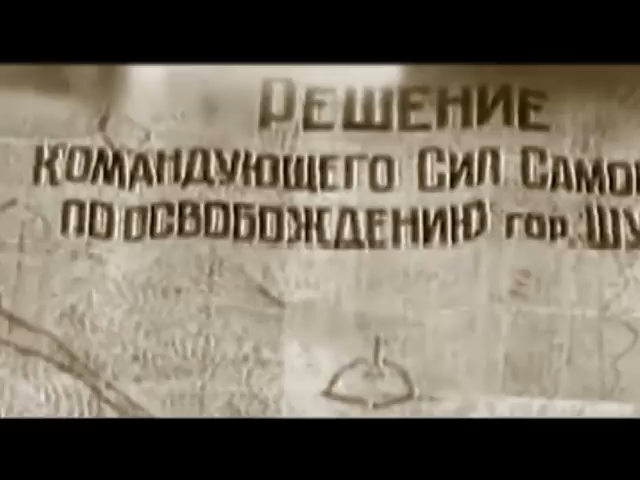 РЕШЕНИЕ
КОМАНДУЮЩЕГО СИЛ САМО
ПО ОСВОБОЖДЕНИЮ гор. ШУ